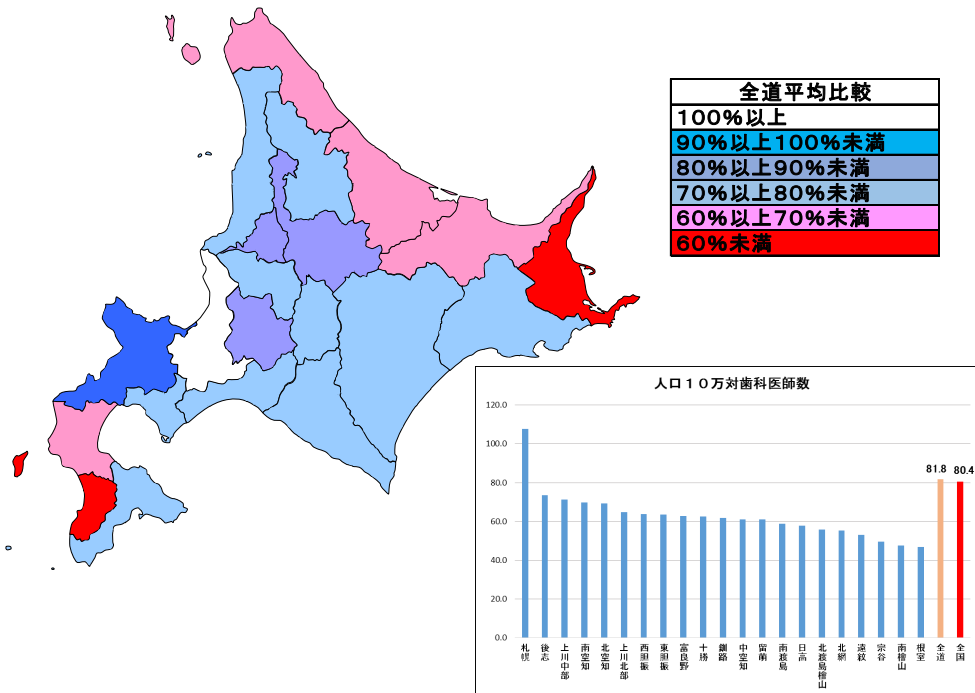 全道平均比較
100%以上
90%以上100%未満
80%以上90%未満
70%以上80%未満
60%以上70%未満
60%未満
人口10万対歯科医師数
120.0
100.0
80.0
60.0
40.0
20.0
0.0
81.8
80.4
札幌
後志
上川中部
南空知
北空知
上川北部
西胆振
東胆振
富良野
十勝
釧路
中空知
留萌
南渡島
日高
北渡島檜山
北網
遠紋
宗谷
南檜山
根室
全道
全国